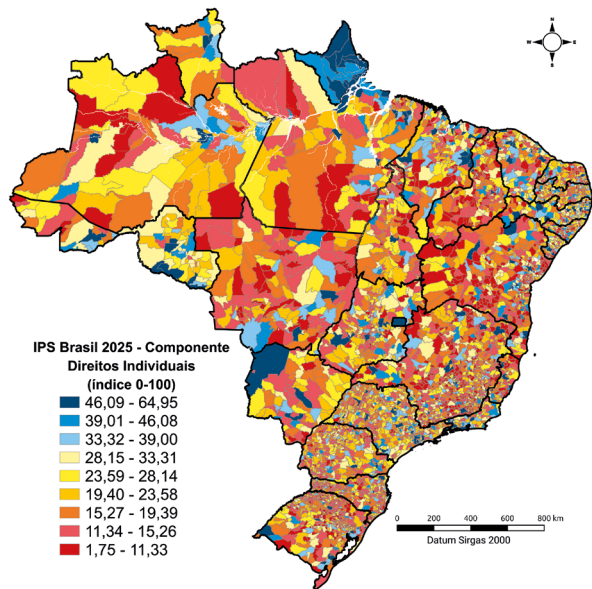 N
W
E
S
IPS Brasil 2025 - Componente
Direitos Individuais
(índice 0-100)
46,09 - 64,95
39,01 - 46,08
33,32 - 39,00
28,15 - 33,31
23,59 - 28,14
19,40 - 23,58
15,27 - 19,39
11,34 - 15,26
1,75 - 11,33
0 200 400 600 800 km
Datum Sirgas 2000